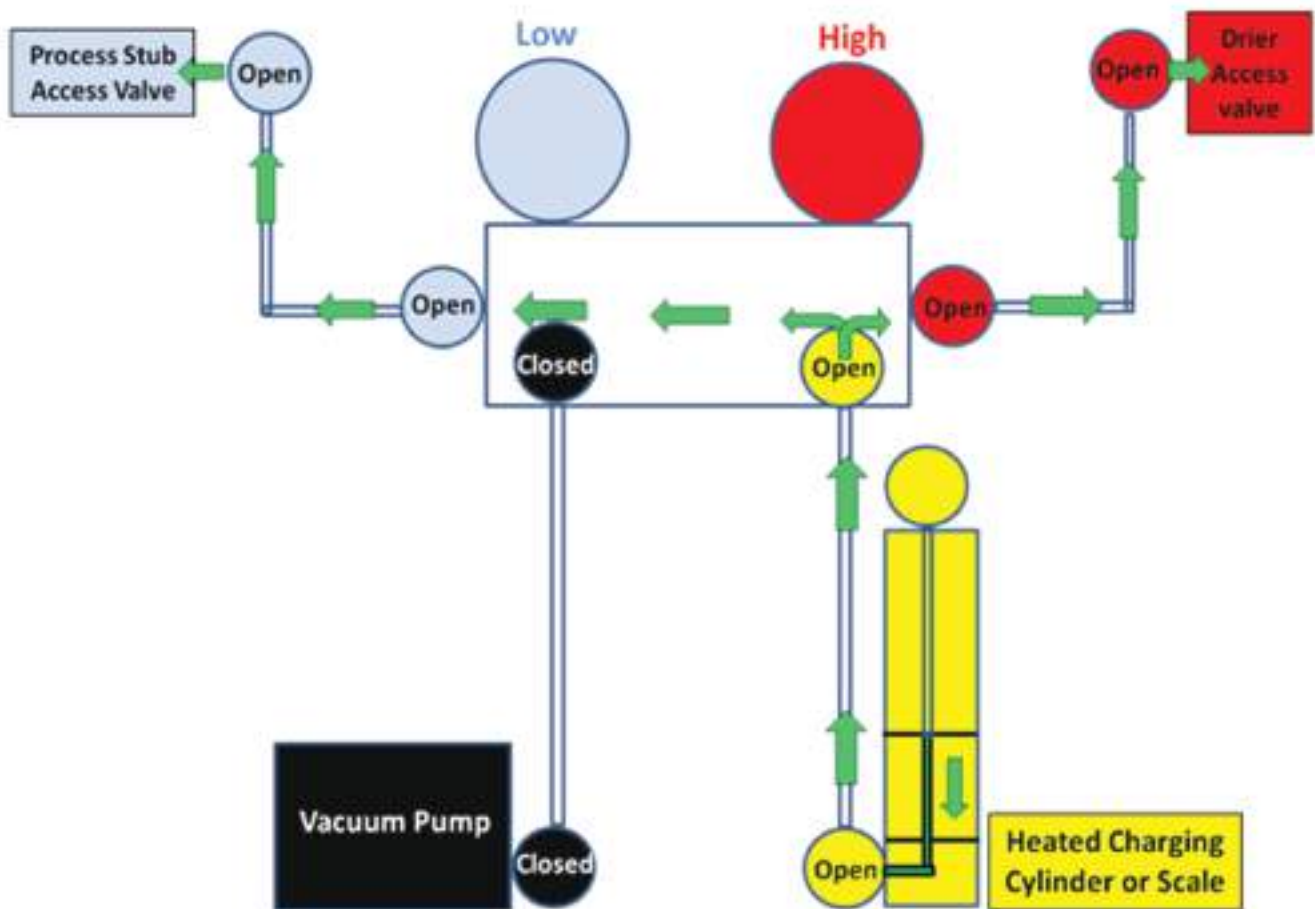 Low
High
Process Stub
Access Valve
Open
Open
Drier
Access
valve
Open
Open
Closed
Open
Vacuum Pump
Closed
Open
Heated Charging
Cylinder or Scale